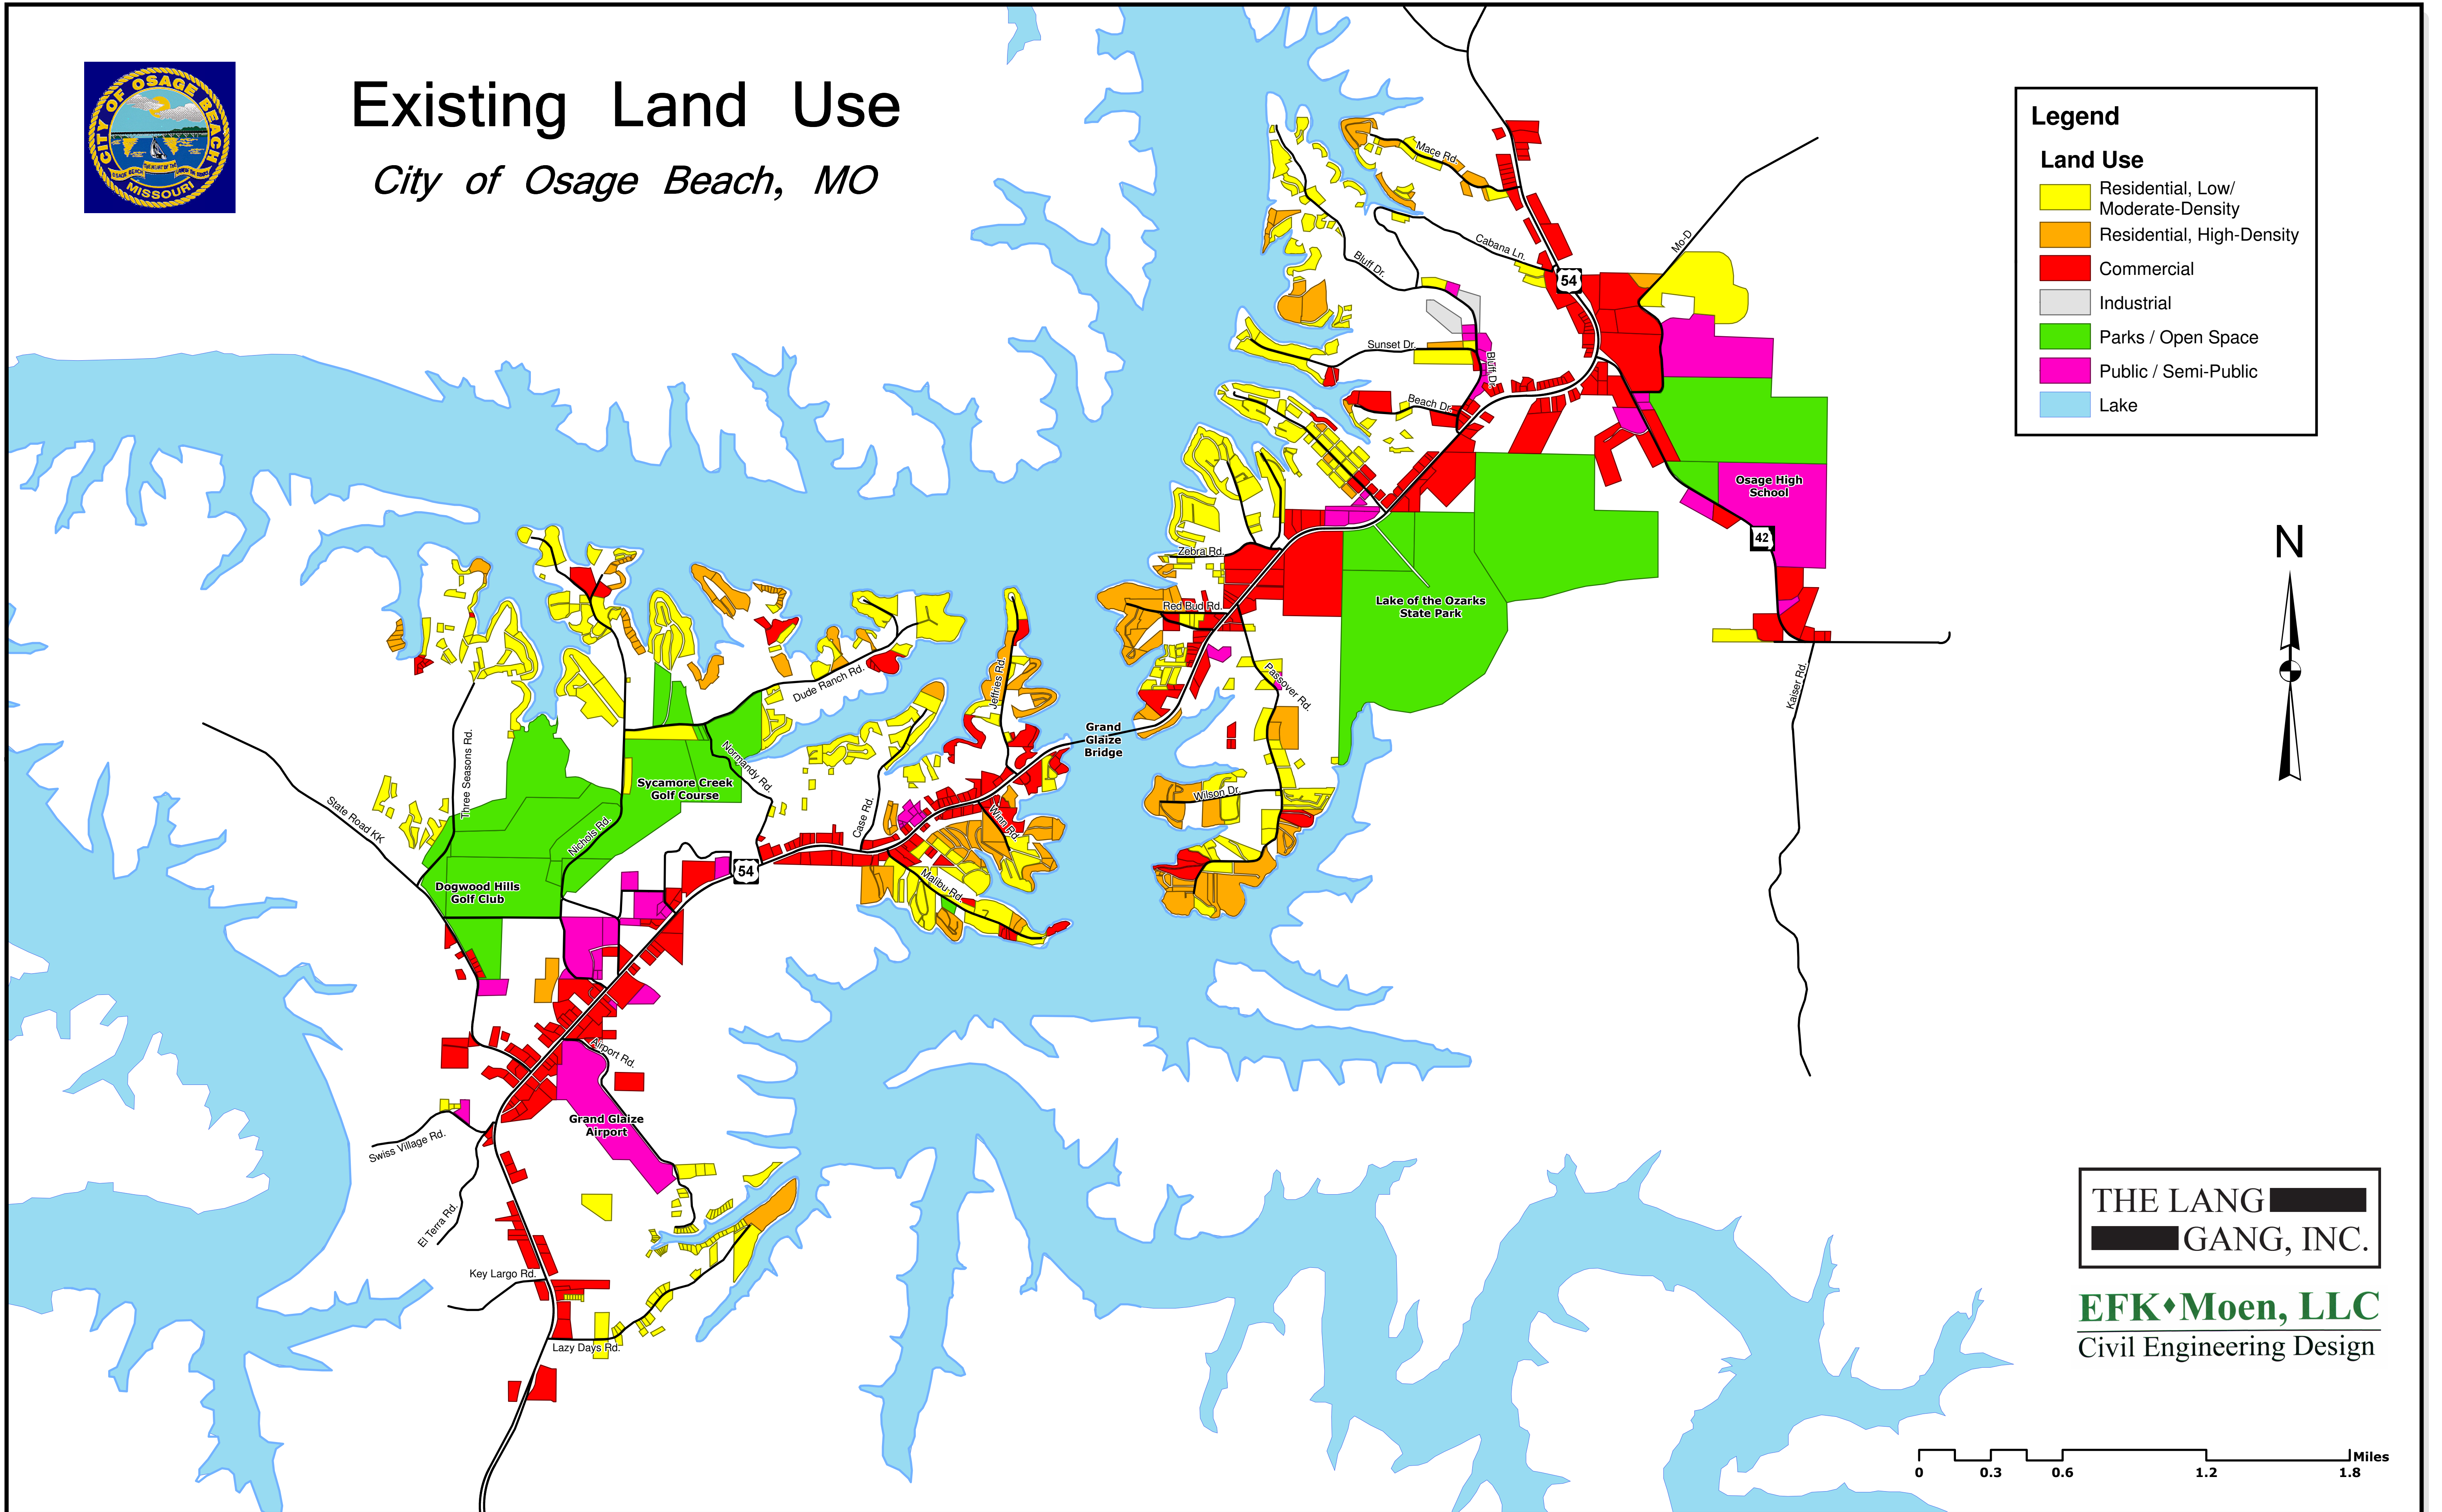 Existing Land Use
City of Osage Beach, MO
CITY OF OSAGE BEACH
MISSOURI
Legend
Land Use
Residential, Low/
Moderate-Density
Residential, High-Density
Commercial
Industrial
Parks / Open Space
Public / Semi-Public
Lake
Mace Rd.
Mo-D
Cabana Ln.
Bluff Dr.
54
Sunset Dr.
Bluff Dr.
Beach Dr.
Osage High
School
42
Zebra Rd.
Lake of the Ozarks
State Park
Red Bud Rd.
Passover Rd.
Kaiser Rd.
Jeffries Rd.
Dude Ranch Rd.
Grand
Glaize
Bridge
Three Seasons Rd.
Normandy Rd.
Sycamore Creek
Golf Course
State Road KK
Nichols Rd.
Case Rd.
Winn Rd.
Wilson Dr.
54
Malibu Rd.
Dogwood Hills
Golf Club
Airport Rd.
Grand Glaize
Airport
Swiss Village Rd.
El Terra Rd.
Key Largo Rd.
Lazy Days Rd.
N
THE LANG
GANG, INC.
EFK♦Moen, LLC
Civil Engineering Design
Miles
0 0.3 0.6 1.2 1.8